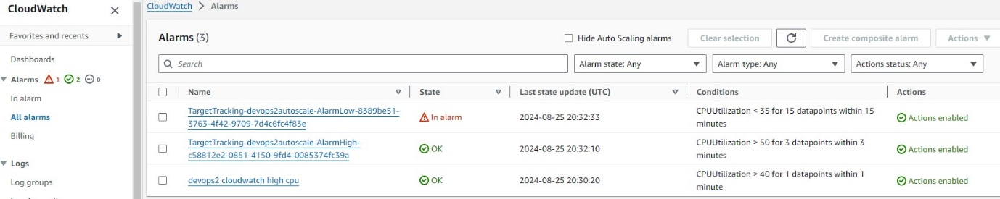 CloudWatch
CloudWatch > Alarms
Favorites and recents
Dashboards
Alarms 1 2 0
In alarm
All alarms
Billing
Logs
Log groups
Alarms (3)
Hide Auto Scaling alarms
Clear selection
Create composite alarm
Actions
Search
Alarm state: Any
Alarm type: Any
Actions status: Any
Name State Last state update (UTC) Conditions Actions
TargetTracking-devops2autoscale-AlarmLow-8389be51-
3763-4f42-9709-7d4c6fc4f83e
In alarm
2024-08-25 20:32:33
CPUUtilization < 35 for 15 datapoints within 15
minutes
Actions enabled
TargetTracking-devops2autoscale-AlarmHigh-
c58812e2-0851-4150-9fd4-0085374fc39a
OK
2024-08-25 20:32:10
CPUUtilization > 50 for 3 datapoints within 3
minutes
Actions enabled
devops2 cloudwatch high cpu
OK
2024-08-25 20:30:20
CPUUtilization > 40 for 1 datapoints within 1
minute
Actions enabled